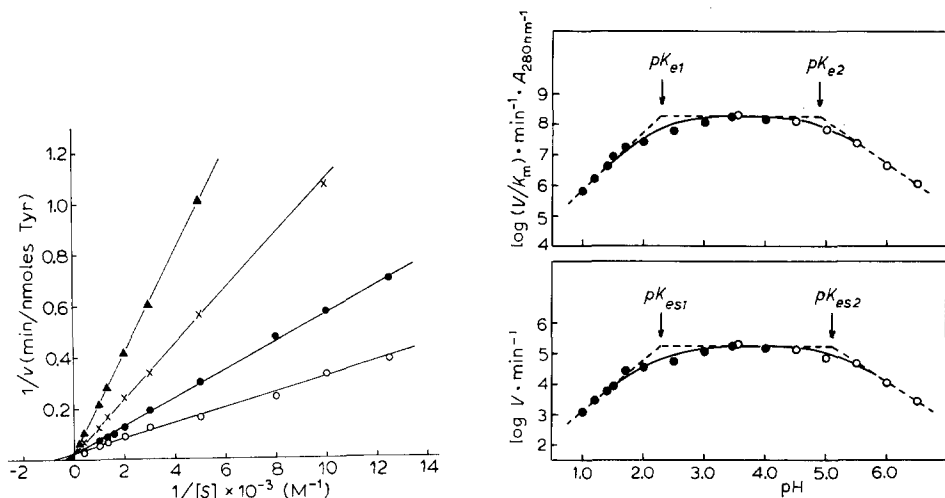 1/v (min/nmoles Tyr)
1.0
0.8
0.6
0.4
0.2
-2 0 2 4 6 8 10 12 14
1/[S] × 10⁻³ (M⁻¹)
log (V/Kₘ)·min⁻¹·A₂₈₀ₙₘ⁻¹
pKₑ₁ pKₑ₂
8
7
6
5
4
log V·min⁻¹
pKₑₛ₁ pKₑₛ₂
6
5
4
3
2
1.0 2.0 3.0 4.0 5.0 6.0
pH